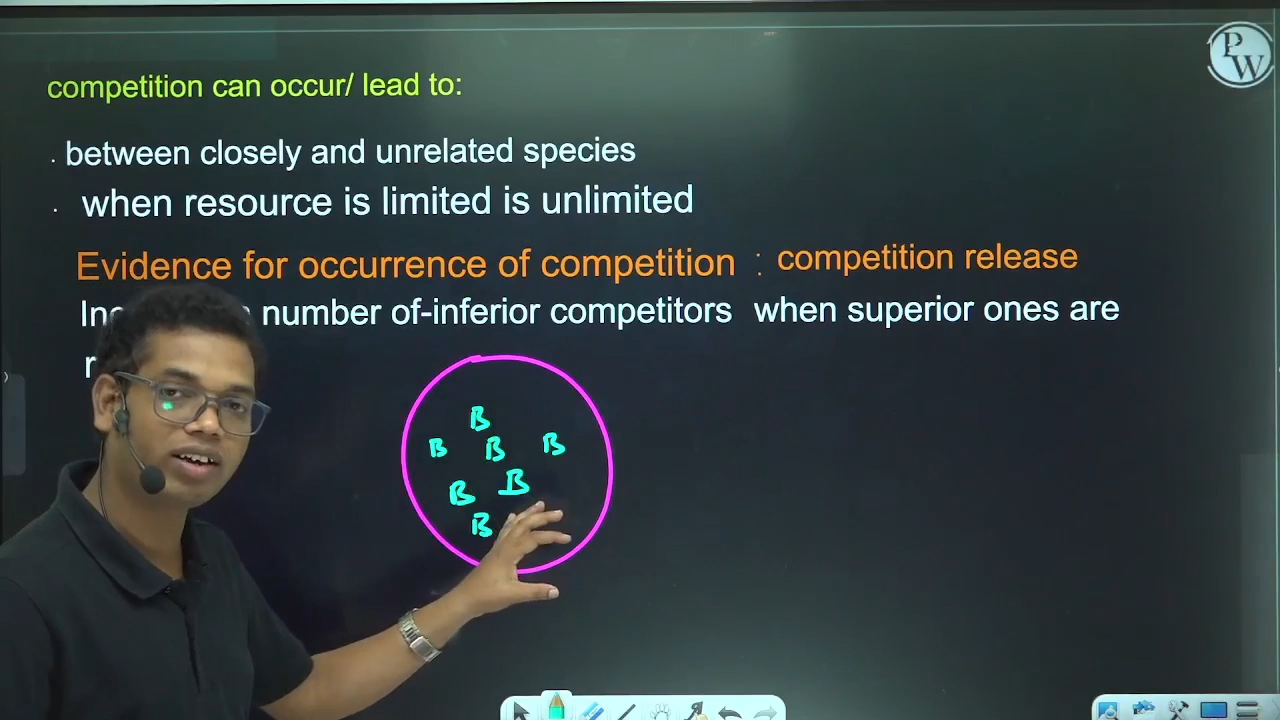 PW
competition can occur/ lead to:
. between closely and unrelated species
. when resource is limited is unlimited
Evidence for occurrence of competition : competition release
number of-inferior competitors when superior ones are
B
B B B
B B
B